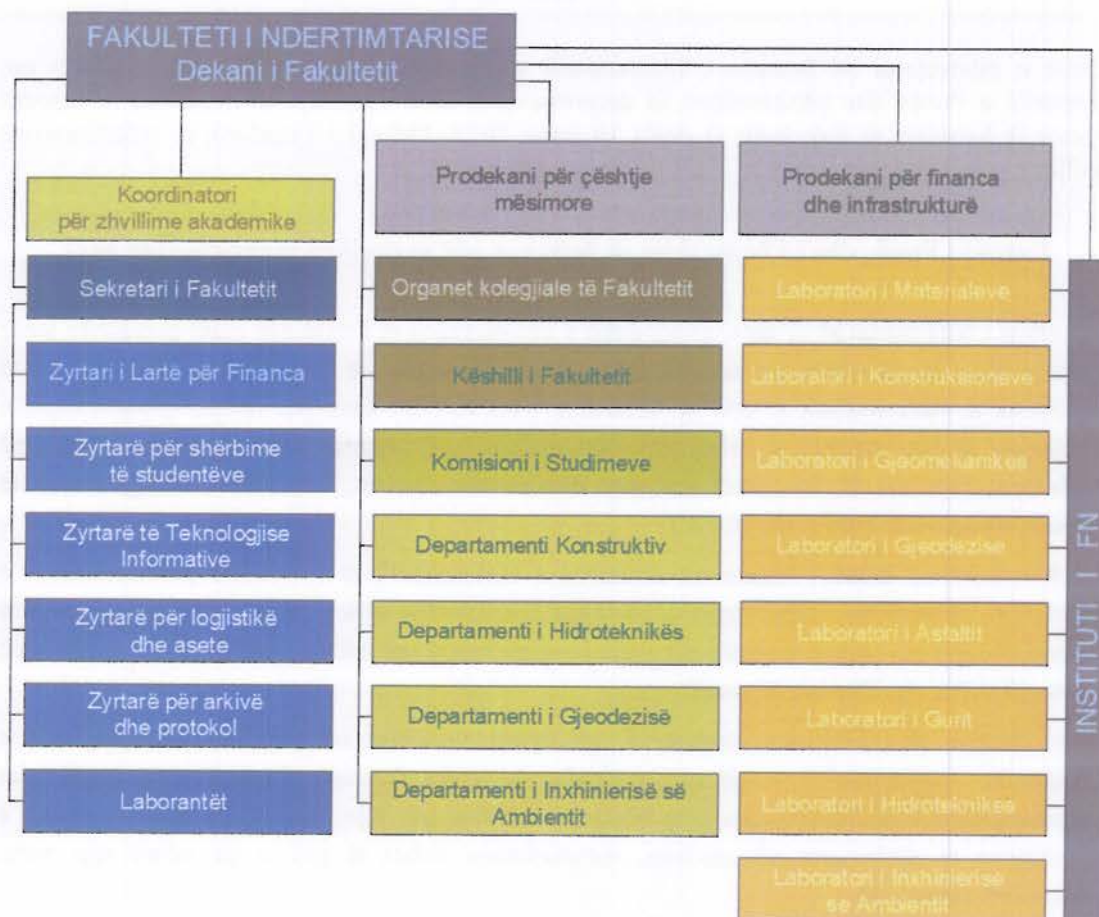 FAKULTETI I NDERTIMTARISE
Dekani i Fakultetit
Koordinatori
për zhvillime akademike
Prodekani për çështje
mësimore
Prodekani për financa
dhe infrastrukturë
Sekretari i Fakultetit
Organet kolegjiale të Fakultetit
Laboratori i Materialeve
Zyrtari i Lartë për Financa
Këshilli i Fakultetit
Laboratori i Konstruksioneve
Zyrtarë për shërbime
të studentëve
Komisioni i Studimeve
Laboratori i Gjeomekanikës
Zyrtarë të Teknologjise
Informative
Departamenti Konstruktiv
Laboratori i Gjeodezise
Zyrtarë për logjistikë
dhe asete
Departamenti i Hidroteknikës
Laboratori i Asfaltit
Zyrtarë për arkivë
dhe protokol
Departamenti i Gjeodezisë
Laboratori i Gurit
Laborantët
Departamenti i Inxhinierisë së
Ambientit
Laboratori i Hidroteknikes
Laboratori i Inxhinierise
se Ambientit
INSTITUTI I FN